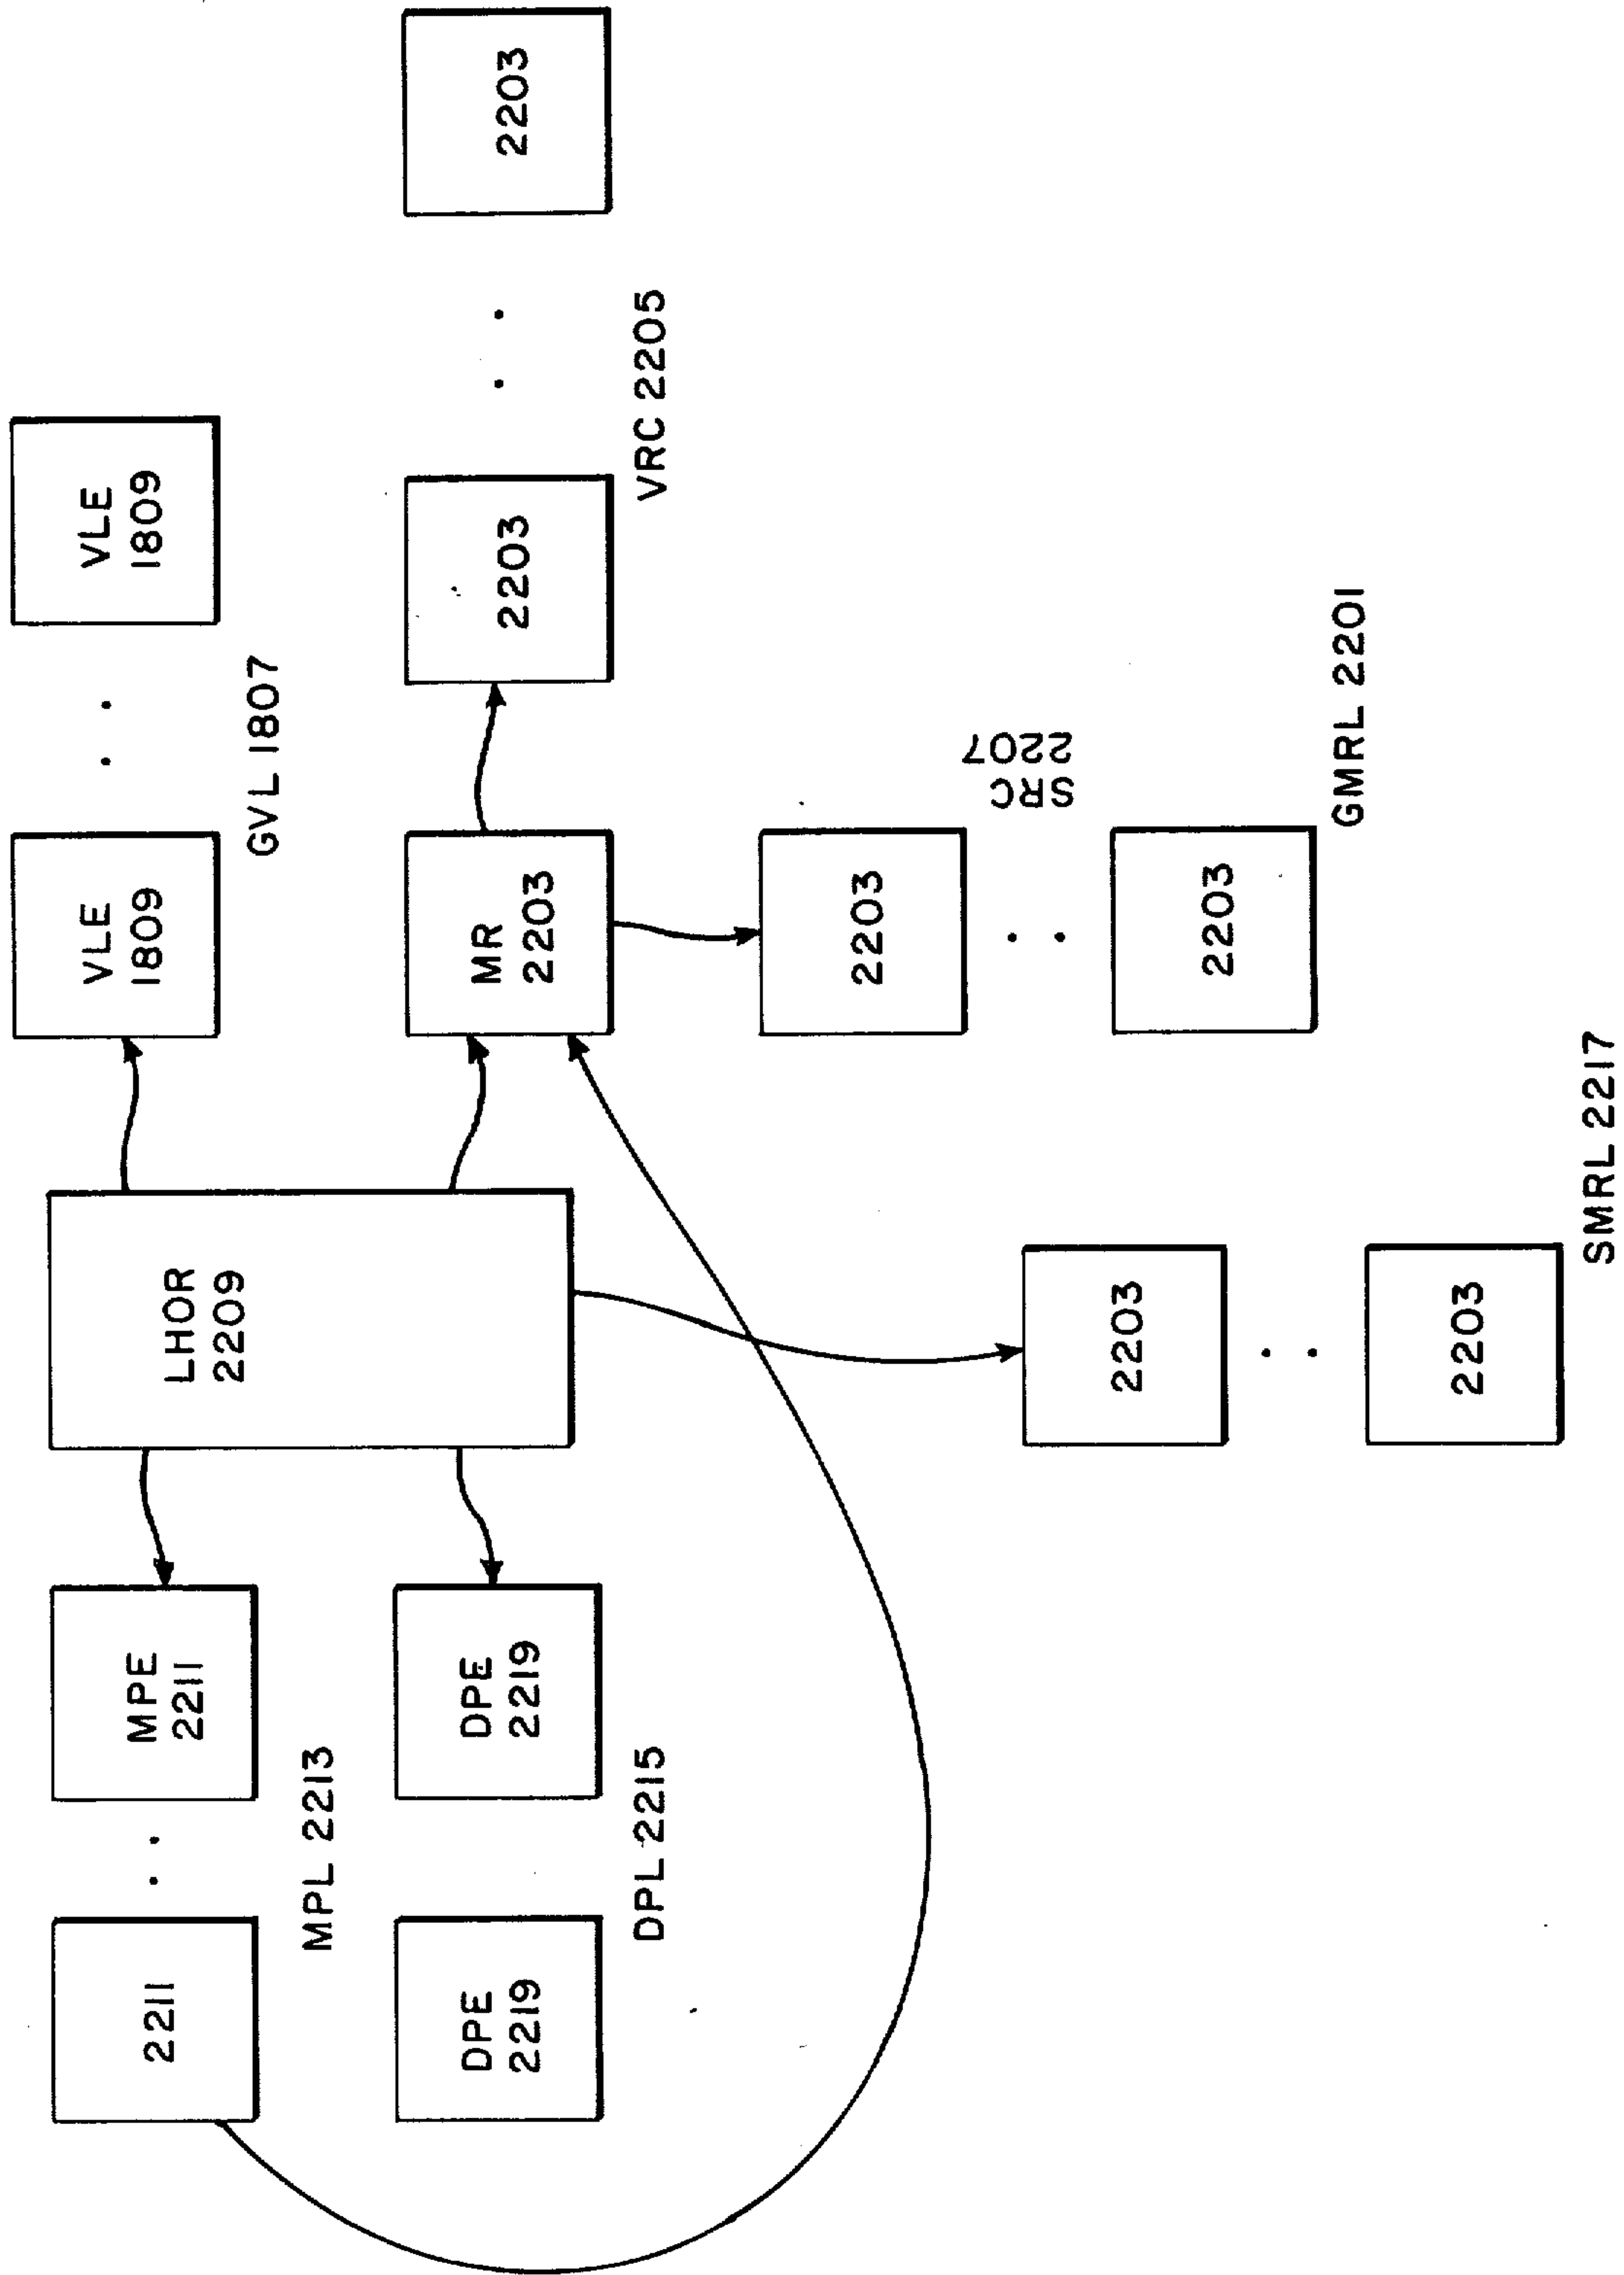 2211
MPE
2211
LHOR
2209
VLE
1809
VLE
1809
MPL 2213
GVL 1807
DPE
2219
DPE
2219
MR
2203
2203
2203
DPL 2215
VRC 2205
2203
SRC
2207
2203
2203
GMRL 2201
2203
SMRL 2217